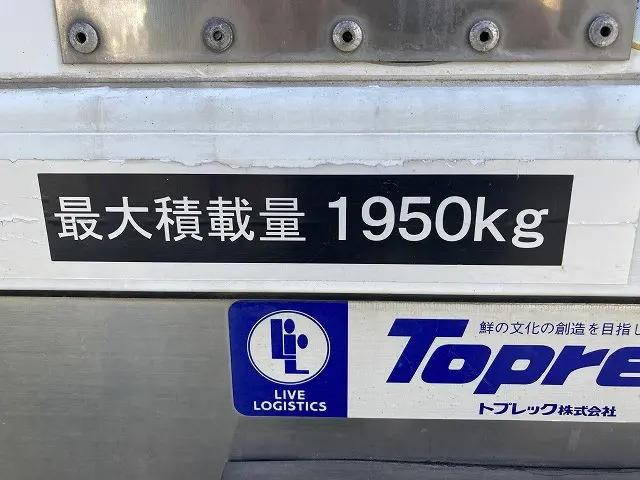 最大積載量 1950kg
鮮の文化の創造を目指し
Topre
LIVE
LOGISTICS
トプレック株式会社